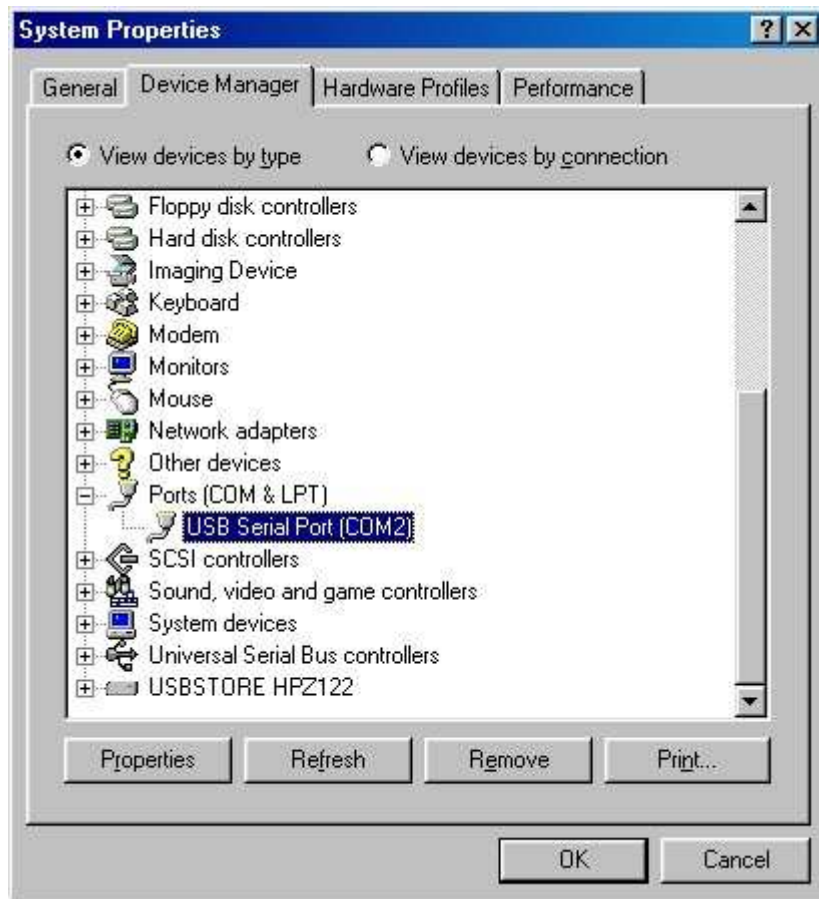 System Properties
General Device Manager Hardware Profiles Performance
View devices by type View devices by connection
Floppy disk controllers
Hard disk controllers
Imaging Device
Keyboard
Modem
Monitors
Mouse
Network adapters
Other devices
Ports (COM & LPT)
USB Serial Port (COM2)
SCSI controllers
Sound, video and game controllers
System devices
Universal Serial Bus controllers
USBSTORE HPZ122
Properties Refresh Remove Print...
OK Cancel